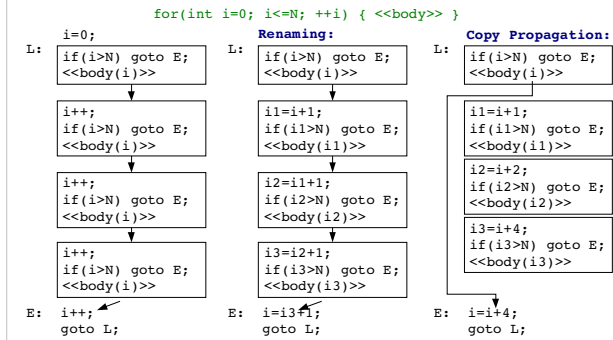 for(int i=0; i<=N; ++i) { <<body>> }
i=0;
L:
if(i>N) goto E;
<<body(i)>>
i++;
if(i>N) goto E;
<<body(i)>>
i++;
if(i>N) goto E;
<<body(i)>>
i++;
if(i>N) goto E;
<<body(i)>>
E: i++;
goto L;
Renaming:
L:
if(i>N) goto E;
<<body(i)>>
i1=i+1;
if(i1>N) goto E;
<<body(i1)>>
i2=i1+1;
if(i2>N) goto E;
<<body(i2)>>
i3=i2+1;
if(i3>N) goto E;
<<body(i3)>>
E: i=i3+1;
goto L;
Copy Propagation:
L:
if(i>N) goto E;
<<body(i)>>
i1=i+1;
if(i1>N) goto E;
<<body(i1)>>
i2=i+2;
if(i2>N) goto E;
<<body(i2)>>
i3=i+4;
if(i3>N) goto E;
<<body(i3)>>
E: i=i+4;
goto L;